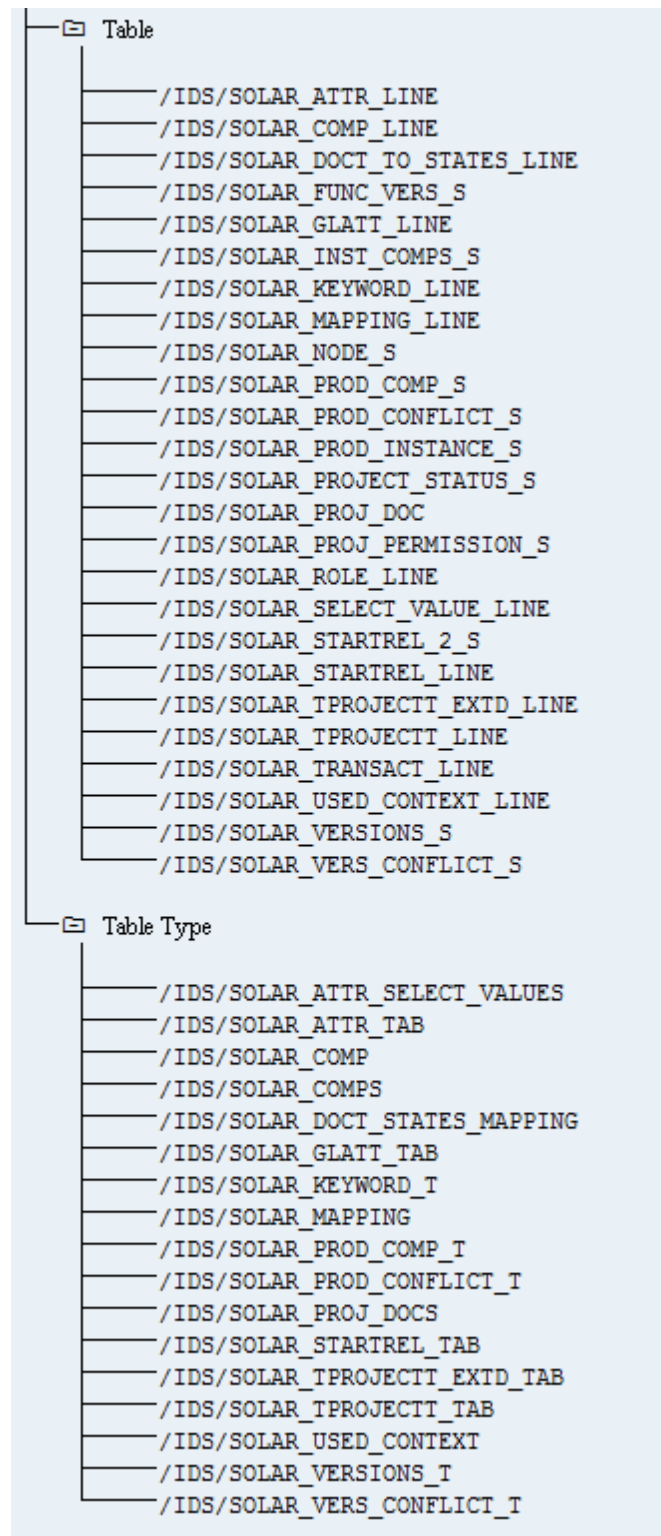 Table
/IDS/SOLAR_ATTR_LINE
/IDS/SOLAR_COMP_LINE
/IDS/SOLAR_DOCT_TO_STATES_LINE
/IDS/SOLAR_FUNC_VERS_S
/IDS/SOLAR_GLATT_LINE
/IDS/SOLAR_INST_COMPS_S
/IDS/SOLAR_KEYWORD_LINE
/IDS/SOLAR_MAPPING_LINE
/IDS/SOLAR_NODE_S
/IDS/SOLAR_PROD_COMP_S
/IDS/SOLAR_PROD_CONFLICT_S
/IDS/SOLAR_PROD_INSTANCE_S
/IDS/SOLAR_PROJECT_STATUS_S
/IDS/SOLAR_PROJ_DOC
/IDS/SOLAR_PROJ_PERMISSION_S
/IDS/SOLAR_ROLE_LINE
/IDS/SOLAR_SELECT_VALUE_LINE
/IDS/SOLAR_STARTREL_2_S
/IDS/SOLAR_STARTREL_LINE
/IDS/SOLAR_TPROJECTT_EXTD_LINE
/IDS/SOLAR_TPROJECTT_LINE
/IDS/SOLAR_TRANSACT_LINE
/IDS/SOLAR_USED_CONTEXT_LINE
/IDS/SOLAR_VERSIONS_S
/IDS/SOLAR_VERS_CONFLICT_S
Table Type
/IDS/SOLAR_ATTR_SELECT_VALUES
/IDS/SOLAR_ATTR_TAB
/IDS/SOLAR_COMP
/IDS/SOLAR_COMPS
/IDS/SOLAR_DOCT_STATES_MAPPING
/IDS/SOLAR_GLATT_TAB
/IDS/SOLAR_KEYWORD_T
/IDS/SOLAR_MAPPING
/IDS/SOLAR_PROD_COMP_T
/IDS/SOLAR_PROD_CONFLICT_T
/IDS/SOLAR_PROJ_DOCS
/IDS/SOLAR_STARTREL_TAB
/IDS/SOLAR_TPROJECTT_EXTD_TAB
/IDS/SOLAR_TPROJECTT_TAB
/IDS/SOLAR_USED_CONTEXT
/IDS/SOLAR_VERSIONS_T
/IDS/SOLAR_VERS_CONFLICT_T